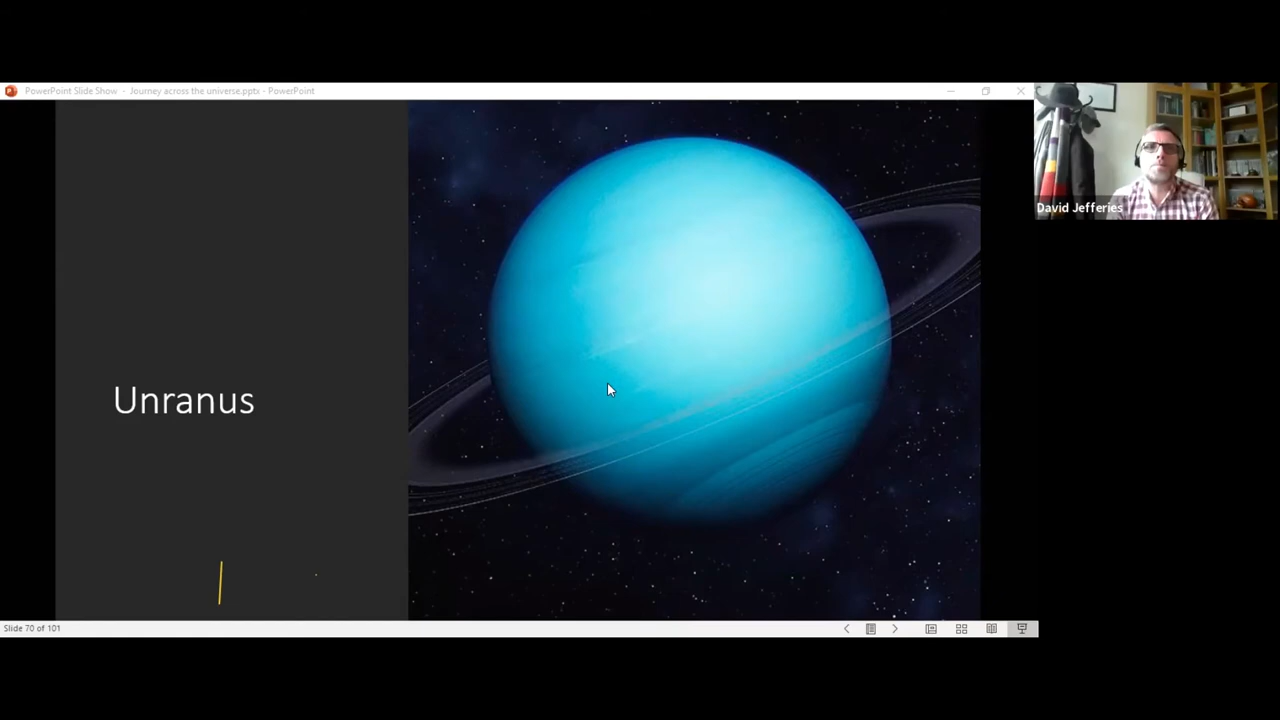 PowerPoint Slide Show - Journey across the universe.pptx - PowerPoint
David Jefferies
Unranus
Slide 70 of 101